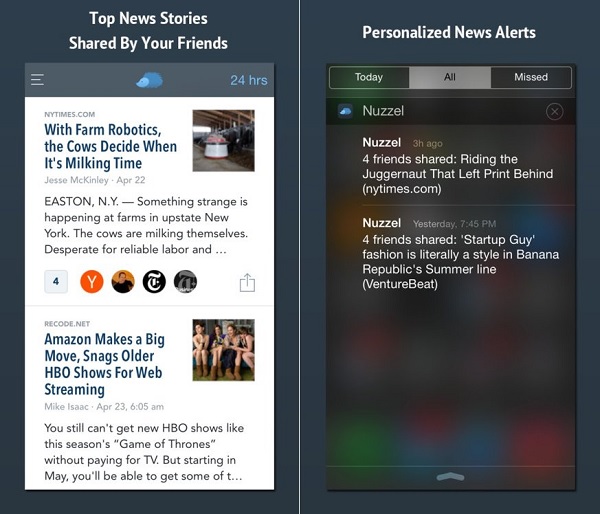 Top News Stories
Shared By Your Friends
24 hrs
NYTIMES.COM
With Farm Robotics,
the Cows Decide When
It's Milking Time
Jesse McKinley · Apr 22
EASTON, N.Y. — Something strange is
happening at farms in upstate New
York. The cows are milking themselves.
Desperate for reliable labor and ...
4
Y
T
RECODE.NET
Amazon Makes a Big
Move, Snags Older
HBO Shows For Web
Streaming
Mike Isaac · Apr 23, 6:05 am
You still can't get new HBO shows like
this season's "Game of Thrones"
without paying for TV. But starting in
May, you'll be able to get some of t...
Personalized News Alerts
Today
All
Missed
Nuzzel
Nuzzel 3h ago
4 friends shared: Riding the
Juggernaut That Left Print Behind
(nytimes.com)
Nuzzel Yesterday, 7:45 PM
4 friends shared: 'Startup Guy'
fashion is literally a style in Banana
Republic's Summer line
(VentureBeat)